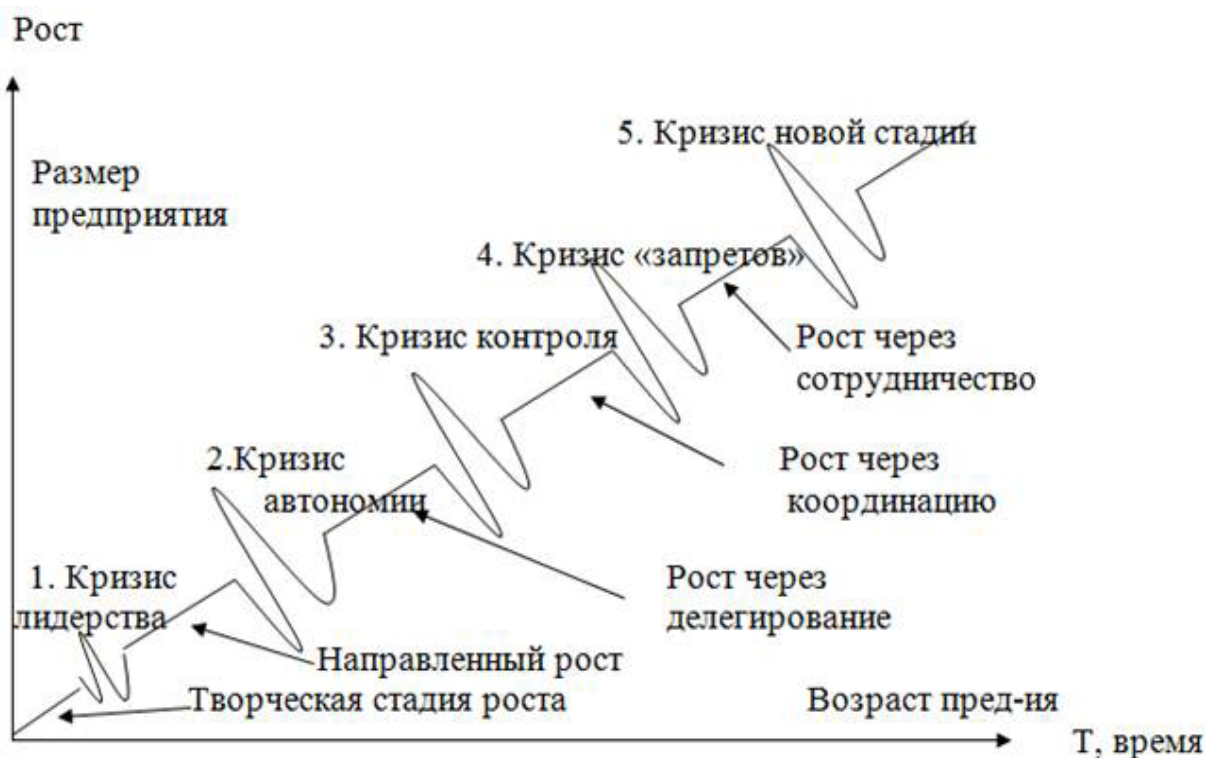 Рост
5. Кризис новой стадии
Размер
предприятия
4. Кризис «запретов»
3. Кризис контроля
Рост через
сотрудничество
2.Кризис
автономии
Рост через
координацию
1. Кризис
лидерства
Рост через
делегирование
Направленный рост
Творческая стадия роста
Возраст пред-ия
Т, время